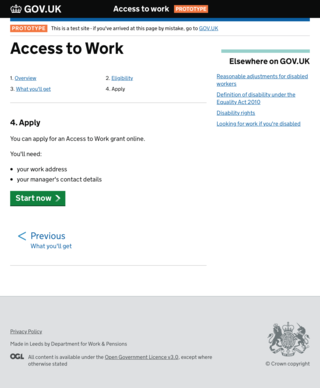 GOV.UK Access to work PROTOTYPE
PROTOTYPE This is a test site - if you've arrived at this page by mistake, go to GOV.UK
Access to Work
1. Overview
2. Eligibility
3. What you'll get
4. Apply
4. Apply
You can apply for an Access to Work grant online.
You'll need:
• your work address
• your manager's contact details
Start now
Previous
What you'll get
Elsewhere on GOV.UK
Reasonable adjustments for disabled
workers
Definition of disability under the
Equality Act 2010
Disability rights
Looking for work if you're disabled
Privacy Policy
Made in Leeds by Department for Work & Pensions
OGL All content is available under the Open Government Licence v3.0, except where
otherwise stated
© Crown copyright